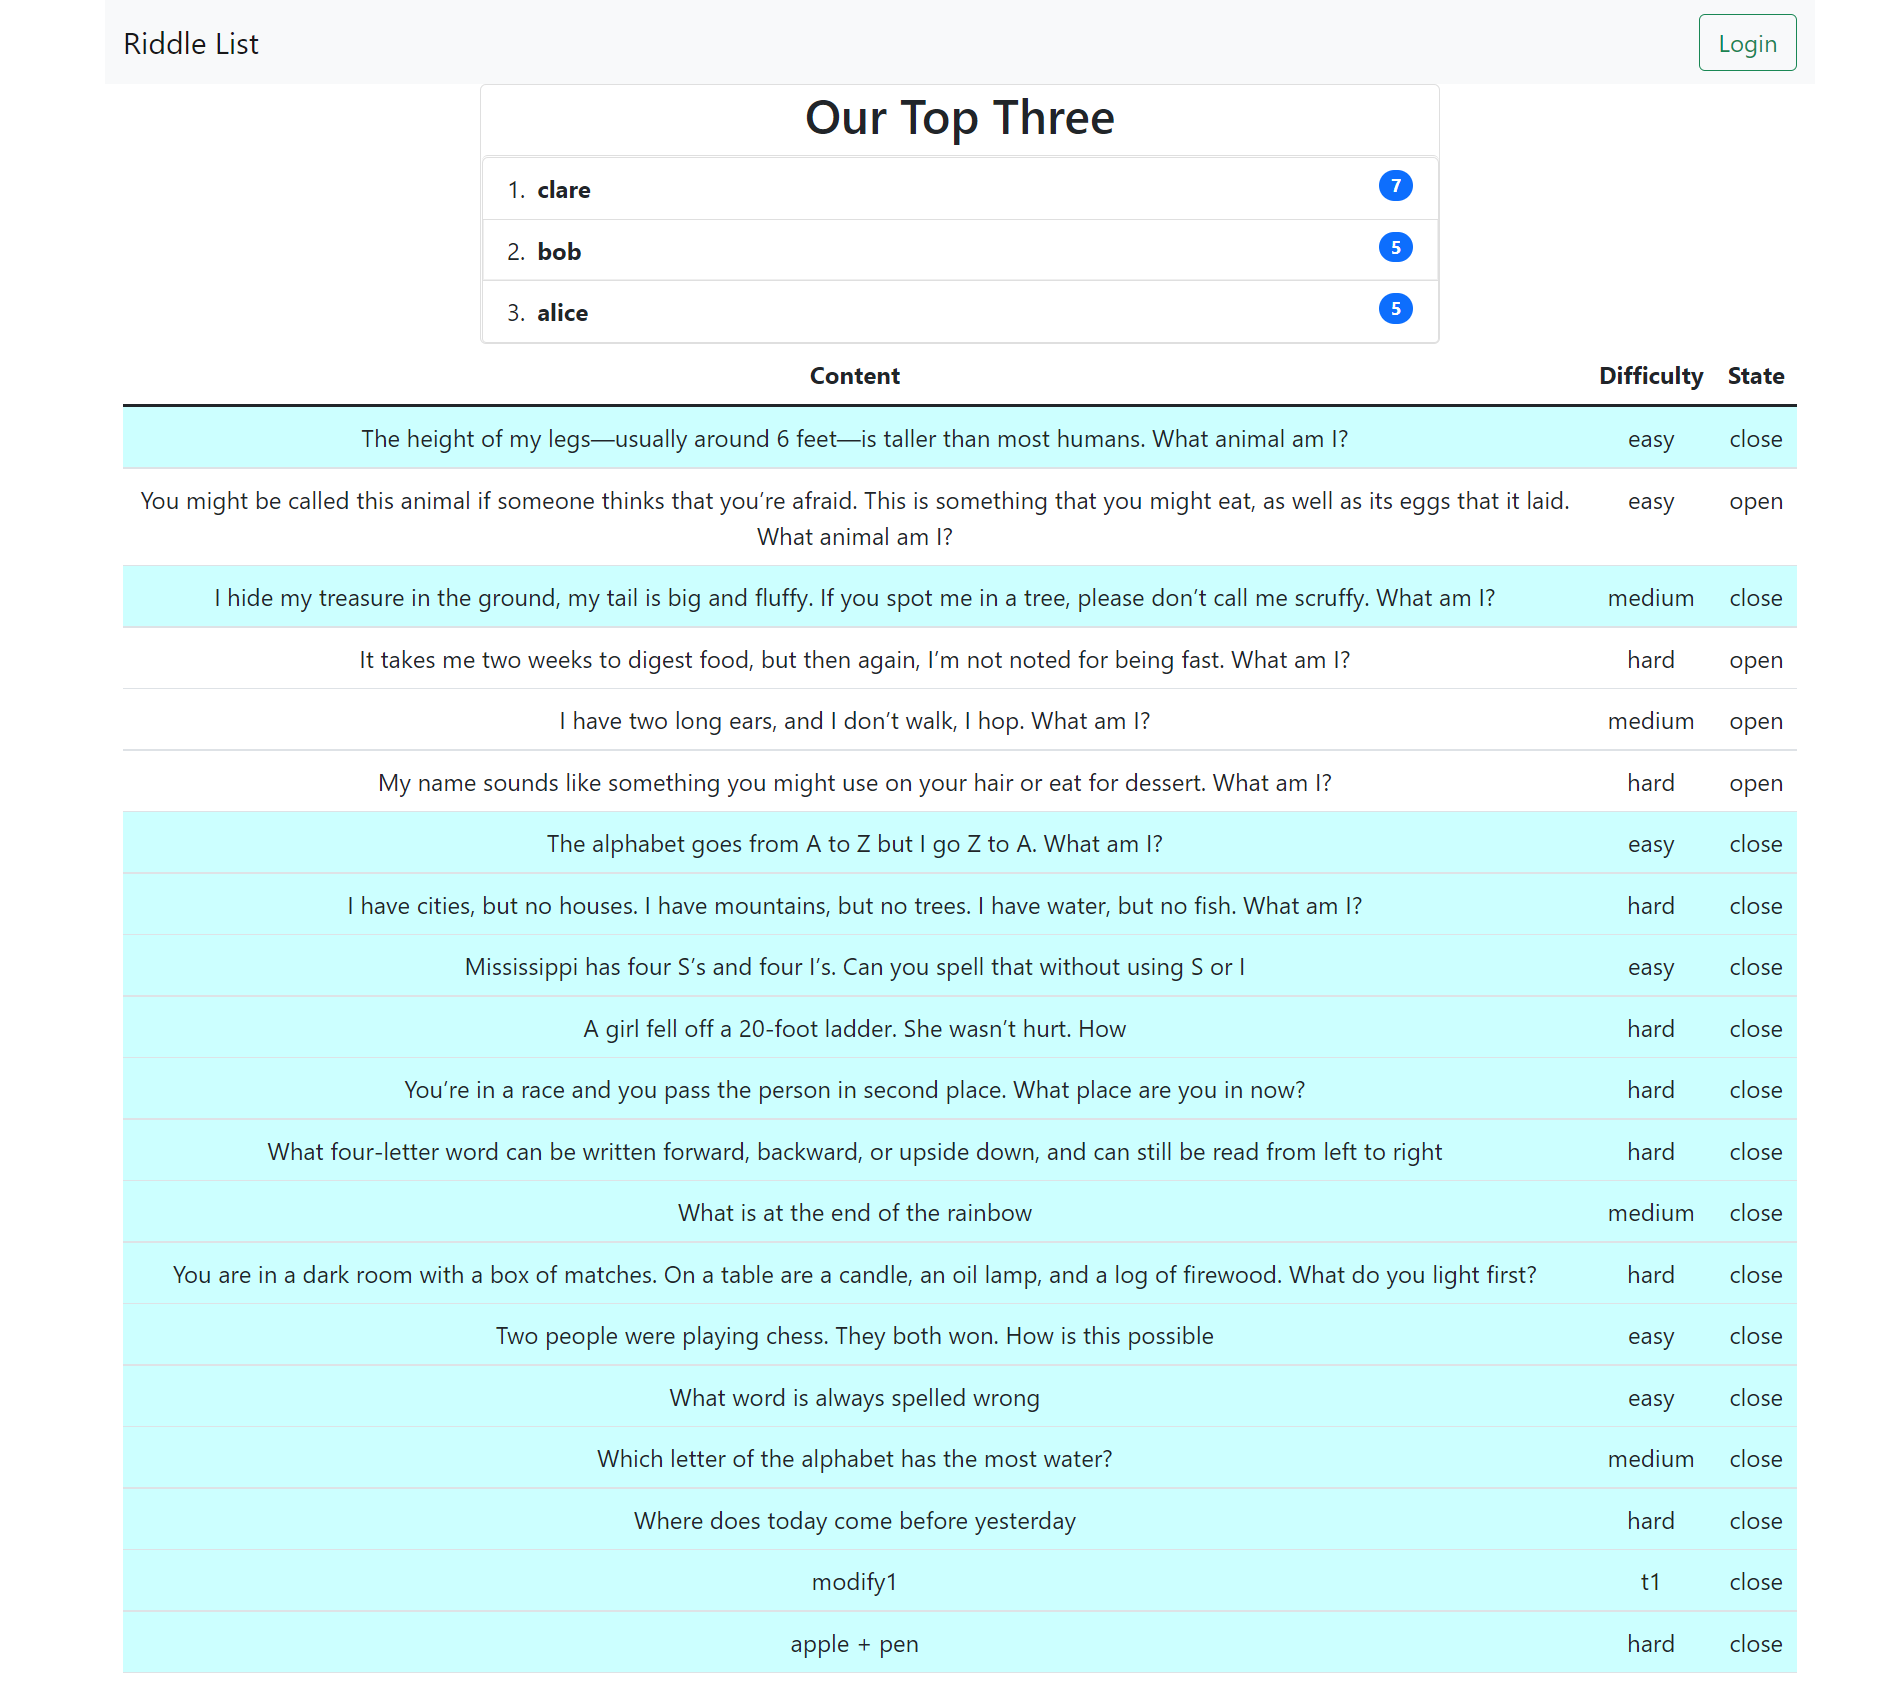 Riddle List Login
Our Top Three
1. clare 7
2. bob 5
3. alice 5
Content Difficulty State
The height of my legs—usually around 6 feet—is taller than most humans. What animal am I? easy close
You might be called this animal if someone thinks that you’re afraid. This is something that you might eat, as well as its eggs that it laid. easy open
What animal am I?
I hide my treasure in the ground, my tail is big and fluffy. If you spot me in a tree, please don’t call me scruffy. What am I? medium close
It takes me two weeks to digest food, but then again, I’m not noted for being fast. What am I? hard open
I have two long ears, and I don’t walk, I hop. What am I? medium open
My name sounds like something you might use on your hair or eat for dessert. What am I? hard open
The alphabet goes from A to Z but I go Z to A. What am I? easy close
I have cities, but no houses. I have mountains, but no trees. I have water, but no fish. What am I? hard close
Mississippi has four S’s and four I’s. Can you spell that without using S or I easy close
A girl fell off a 20-foot ladder. She wasn’t hurt. How hard close
You’re in a race and you pass the person in second place. What place are you in now? hard close
What four-letter word can be written forward, backward, or upside down, and can still be read from left to right hard close
What is at the end of the rainbow medium close
You are in a dark room with a box of matches. On a table are a candle, an oil lamp, and a log of firewood. What do you light first? hard close
Two people were playing chess. They both won. How is this possible easy close
What word is always spelled wrong easy close
Which letter of the alphabet has the most water? medium close
Where does today come before yesterday hard close
modify1 t1 close
apple + pen hard close